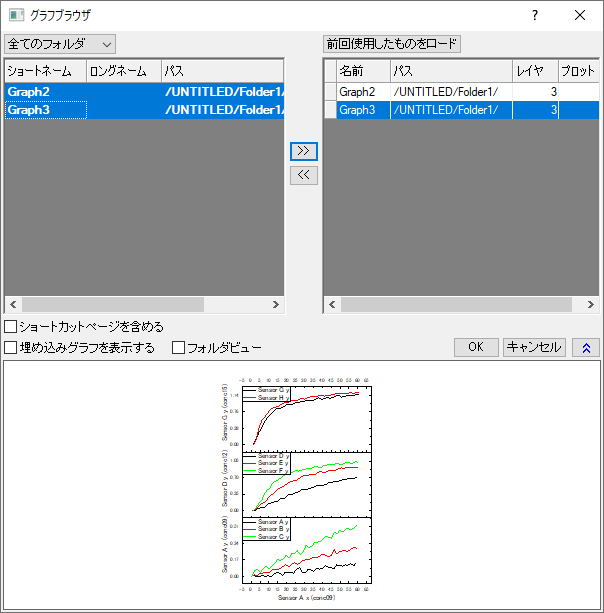 グラフブラウザ
全てのフォルダ
前回使用したものをロード
ショートネーム ロングネーム パス
Graph2 /UNTITLED/Folder1/
Graph3 /UNTITLED/Folder1/
名前 パス レイヤ プロット
Graph2 /UNTITLED/Folder1/ 3
Graph3 /UNTITLED/Folder1/ 3
>>
<<
ショートカットページを含める
埋め込みグラフを表示する フォルダビュー
OK キャンセル
-5 0 5 10 15 20 25 30 35 40 45 50 55 60 65
Sensor G y
Sensor H y
Sensor G y (conc15)
Sensor D y
Sensor E y
Sensor F y
Sensor D y (conc12)
Sensor A y
Sensor B y
Sensor C y
Sensor A y (conc09)
-5 0 5 10 15 20 25 30 35 40 45 50 55 60 65
Sensor A x (conc09)